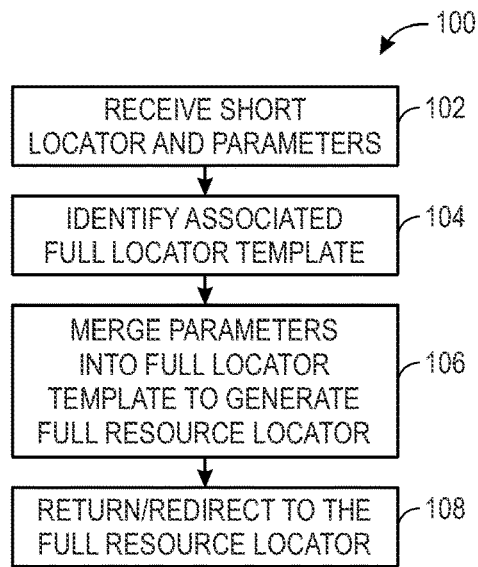 100
RECEIVE SHORT
LOCATOR AND PARAMETERS
102
IDENTIFY ASSOCIATED
FULL LOCATOR TEMPLATE
104
MERGE PARAMETERS
INTO FULL LOCATOR
TEMPLATE TO GENERATE
FULL RESOURCE LOCATOR
106
RETURN/REDIRECT TO THE
FULL RESOURCE LOCATOR
108